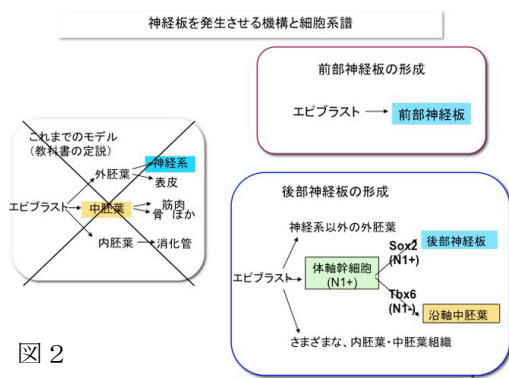 神経板を発生させる機構と細胞系譜
前部神経板の形成
エピブラスト
前部神経板
これまでのモデル
(教科書の定説)
神経系
外胚葉
表皮
エピブラスト
中胚葉
筋肉
骨 ほか
内胚葉
消化管
後部神経板の形成
神経系以外の外胚葉
Sox2
(N1+)
後部神経板
エピブラスト
体軸幹細胞
(N1+)
Tbx6
(N1-)
沿軸中胚葉
さまざまな、内胚葉・中胚葉組織
図2